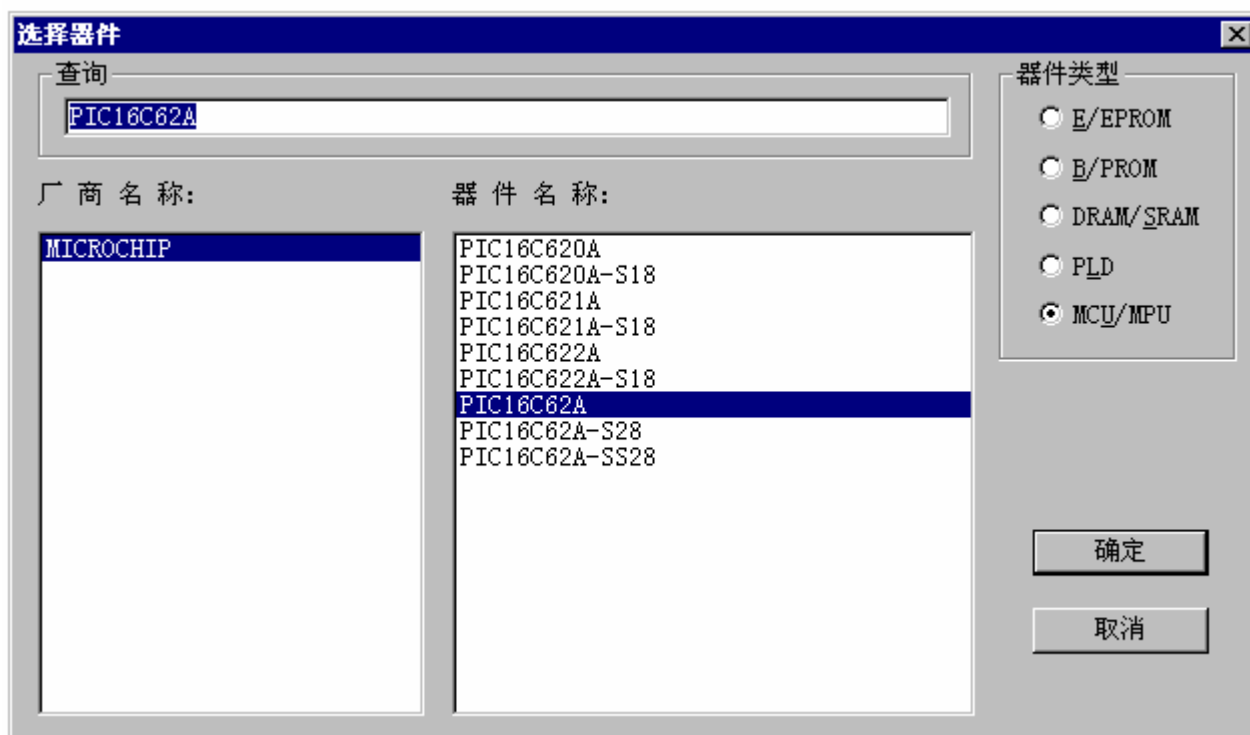 选择器件
查询
PIC16C62A
厂 商 名 称:
MICROCHIP
器 件 名 称:
PIC16C620A
PIC16C620A-S18
PIC16C621A
PIC16C621A-S18
PIC16C622A
PIC16C622A-S18
PIC16C62A
PIC16C62A-S28
PIC16C62A-SS28
器件类型
E/EPROM
B/PROM
DRAM/SRAM
PLD
MCU/MPU
确定
取消